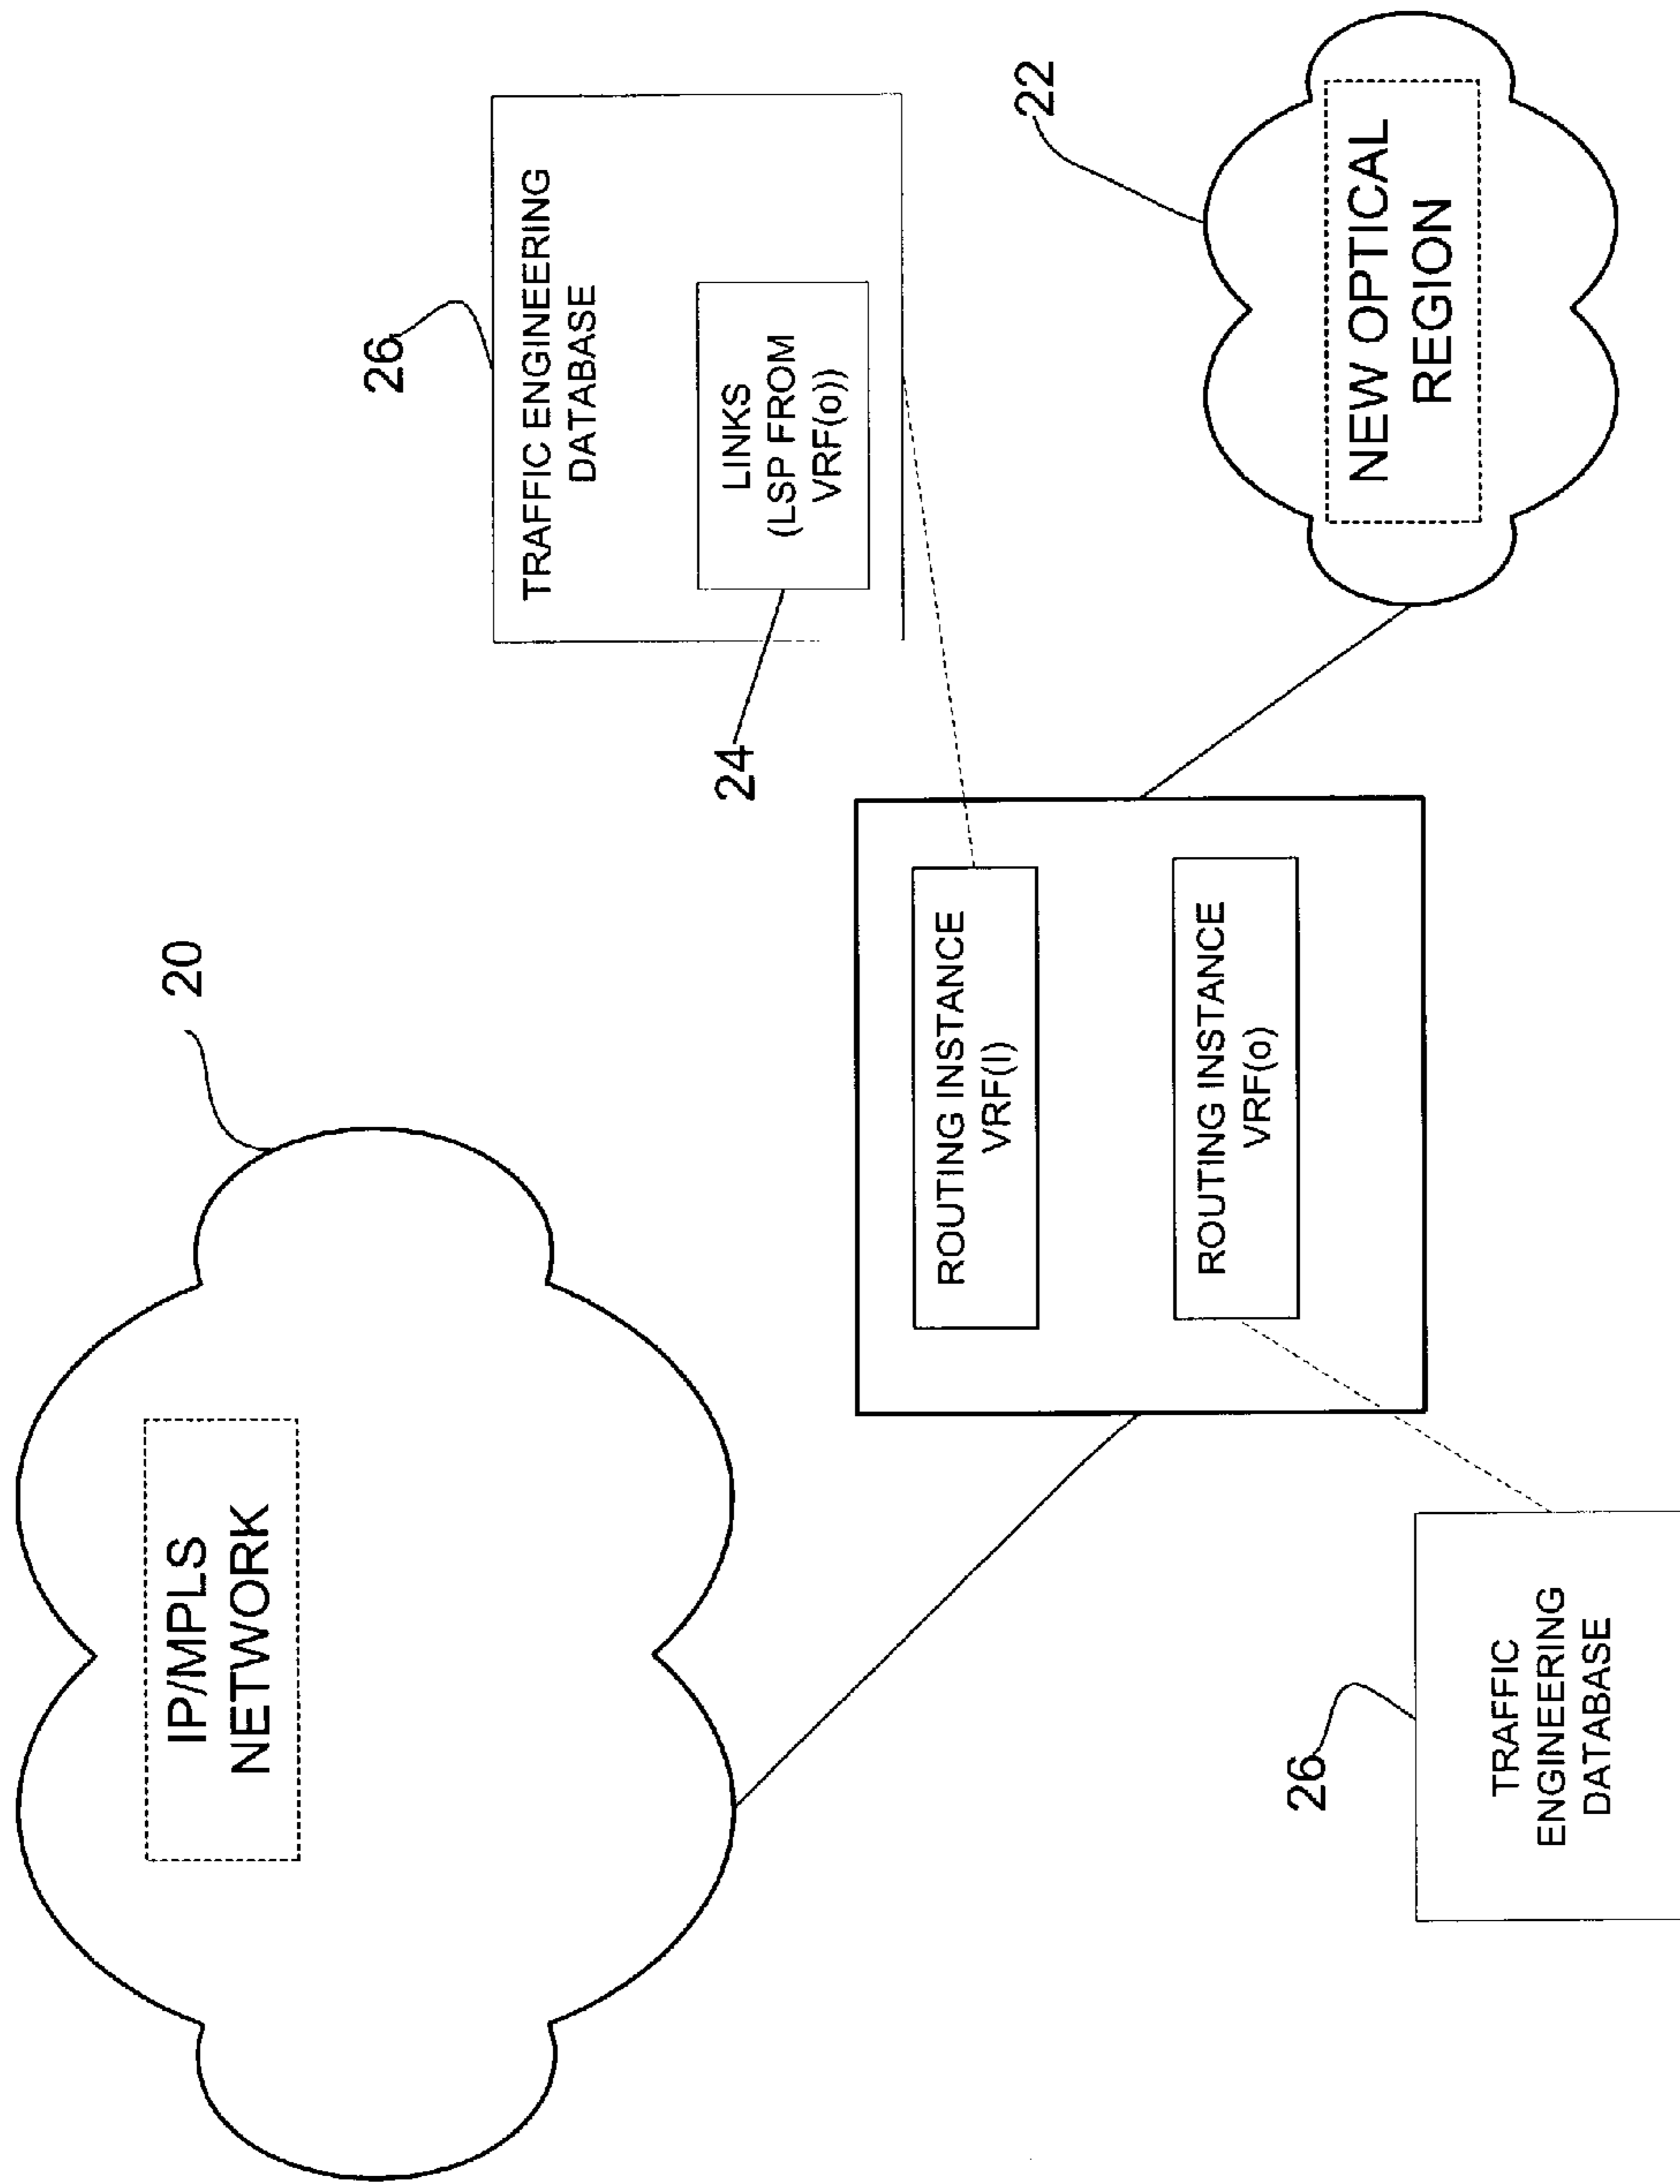 20
IP/MPLS
NETWORK
26
TRAFFIC ENGINEERING
DATABASE
LINKS
(LSP FROM
VRF(o))
24
ROUTING INSTANCE
VRF(I)
ROUTING INSTANCE
VRF(o)
22
NEW OPTICAL
REGION
26
TRAFFIC
ENGINEERING
DATABASE